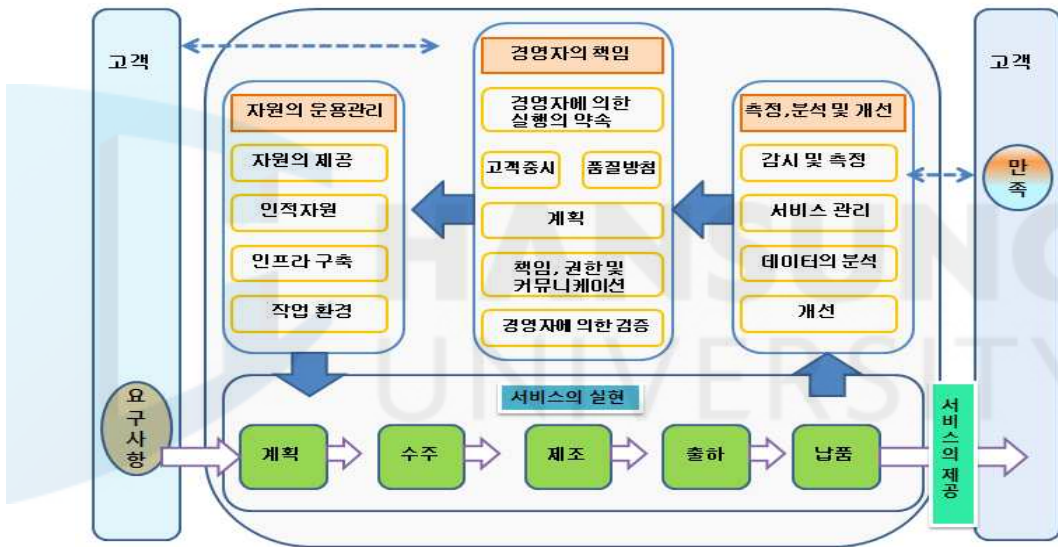 고객
요
구
사
항
자원의 운용관리
자원의 제공
인적자원
인프라 구축
작업 환경
경영자의 책임
경영자에 의한
실행의 약속
고객중시
품질방침
계획
책임, 권한 및
커뮤니케이션
경영자에 의한 검증
측정,분석 및 개선
감시 및 측정
서비스 관리
데이터의 분석
개선
서비스의 실현
계획
수주
제조
출하
납품
서
비
스
의
제
공
고객
만
족
HANSUNG
UNIVERSITY